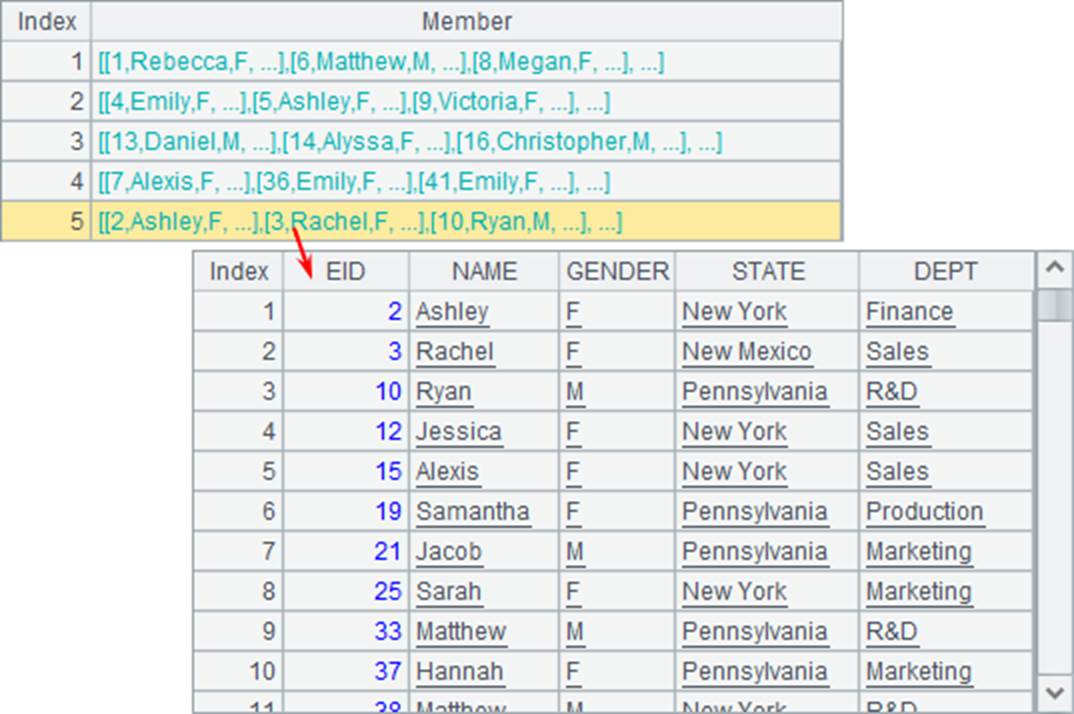 Index Member
1 [[1,Rebecca,F, ...],[6,Matthew,M, ...],[8,Megan,F, ...], ...]
2 [[4,Emily,F, ...],[5,Ashley,F, ...],[9,Victoria,F, ...], ...]
3 [[13,Daniel,M, ...],[14,Alyssa,F, ...],[16,Christopher,M, ...], ...]
4 [[7,Alexis,F, ...],[36,Emily,F, ...],[41,Emily,F, ...], ...]
5 [[2,Ashley,F, ...],[3,Rachel,F, ...],[10,Ryan,M, ...], ...]
Index EID NAME GENDER STATE DEPT
1 2 Ashley F New York Finance
2 3 Rachel F New Mexico Sales
3 10 Ryan M Pennsylvania R&D
4 12 Jessica F New York Sales
5 15 Alexis F New York Sales
6 19 Samantha F Pennsylvania Production
7 21 Jacob M Pennsylvania Marketing
8 25 Sarah F New York Marketing
9 33 Matthew M Pennsylvania R&D
10 37 Hannah F Pennsylvania Marketing
11 38 Matthew M New York R&D